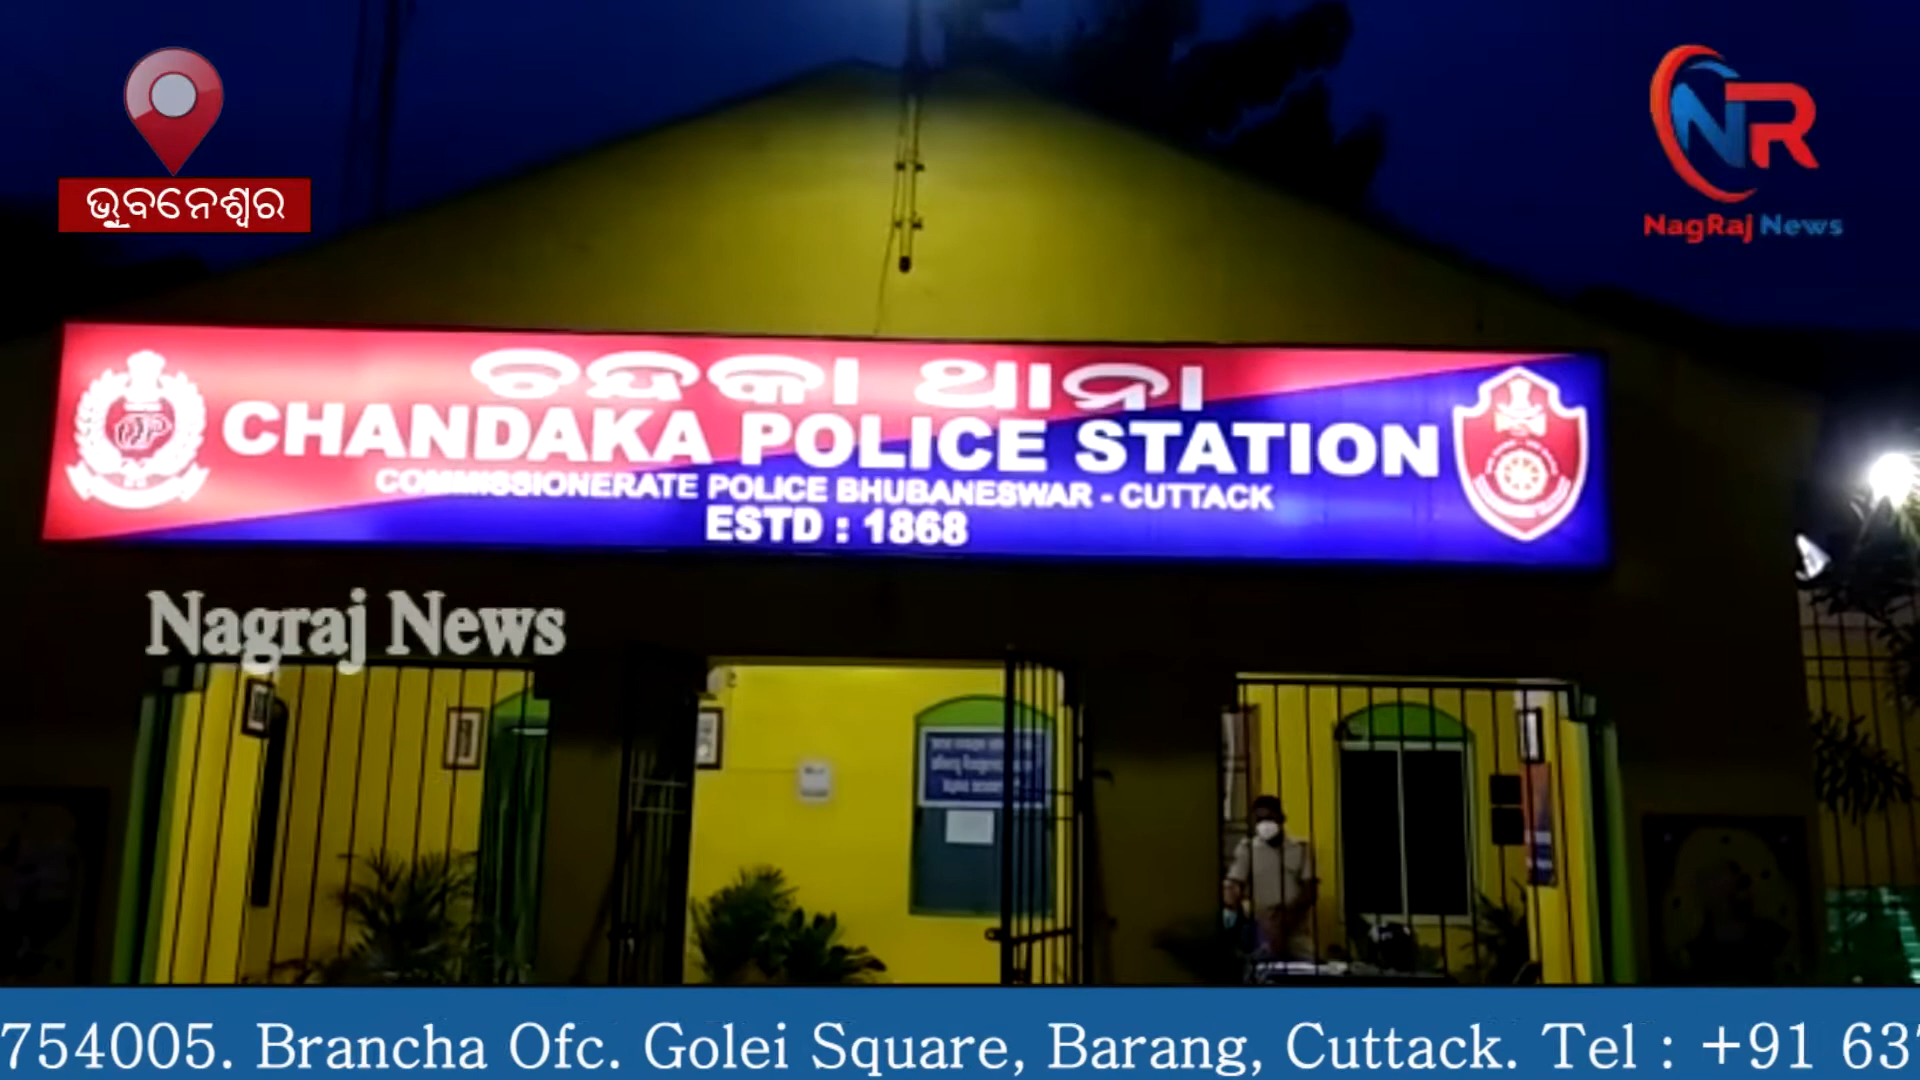 ଭୁବନେଶ୍ୱର
NR
NagRaj News
ଚନ୍ଦକା ଥାନା
CHANDAKA POLICE STATION
COMMISSIONERATE POLICE BHUBANESWAR - CUTTACK
ESTD : 1868
Nagraj News
754005. Brancha Ofc. Golei Square, Barang, Cuttack. Tel : +91 63